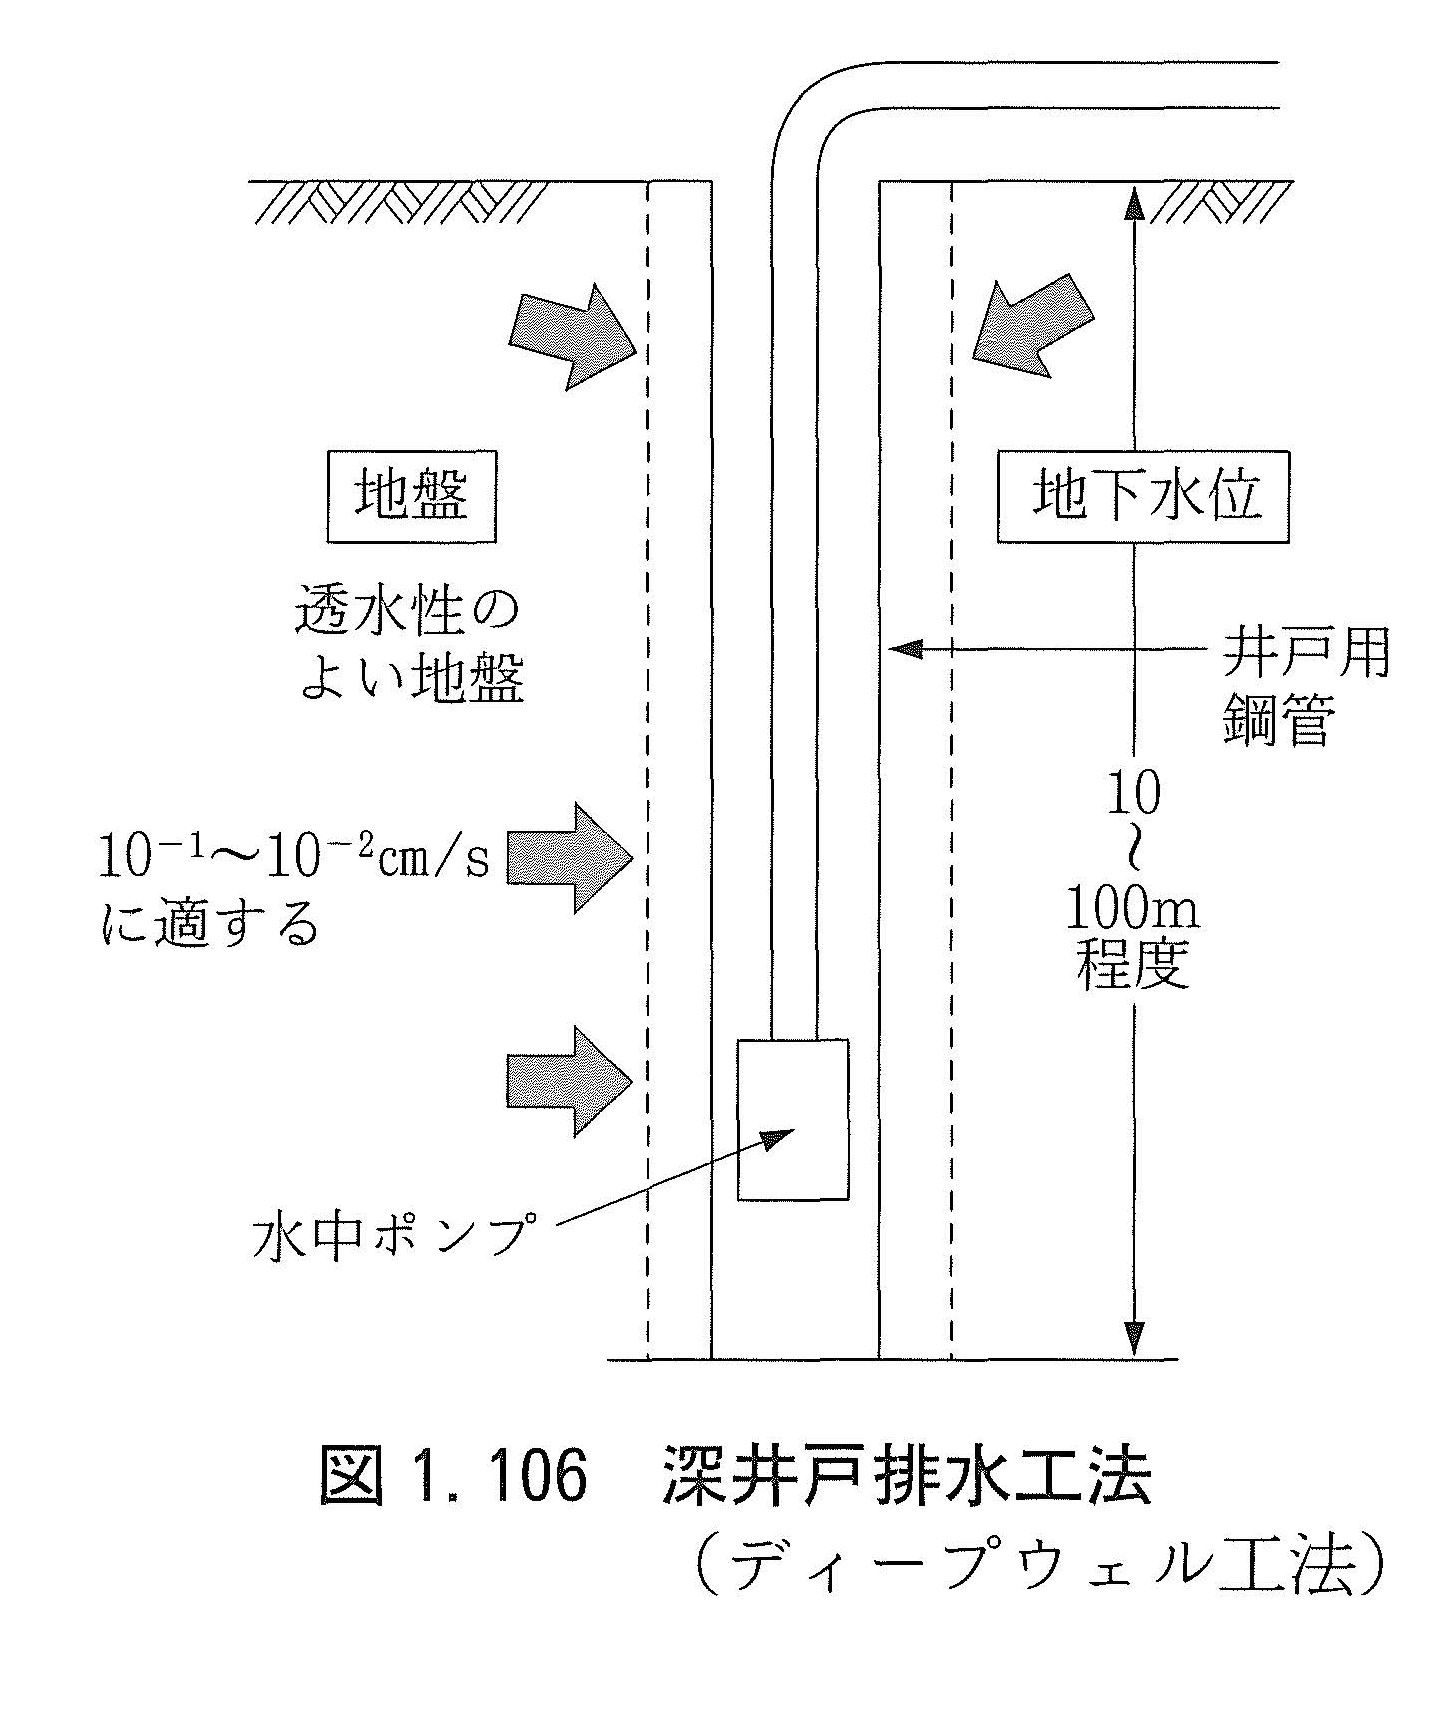 地盤
透水性の
よい地盤
10⁻¹～10⁻²cm/s
に適する
水中ポンプ
地下水位
井戸用
鋼管
10
～
100m
程度
図1.106 深井戸排水工法
（ディープウェル工法）